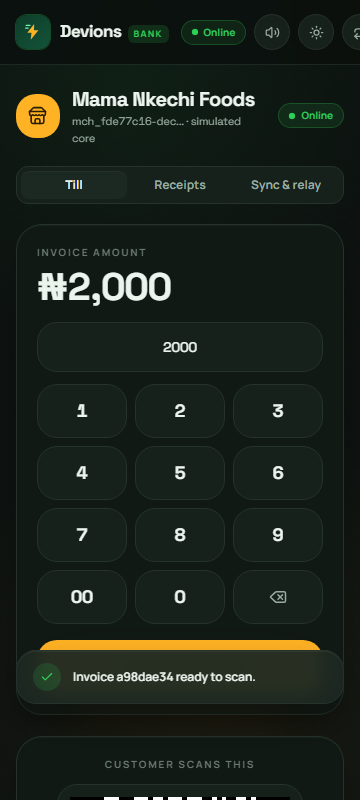 Devions BANK Online
Mama Nkechi Foods
mch_fde77c16-dec... · simulated
core
Online
Till Receipts Sync & relay
INVOICE AMOUNT
₦2,000
2000
1 2 3
4 5 6
7 8 9
00 0
Invoice a98dae34 ready to scan.
CUSTOMER SCANS THIS